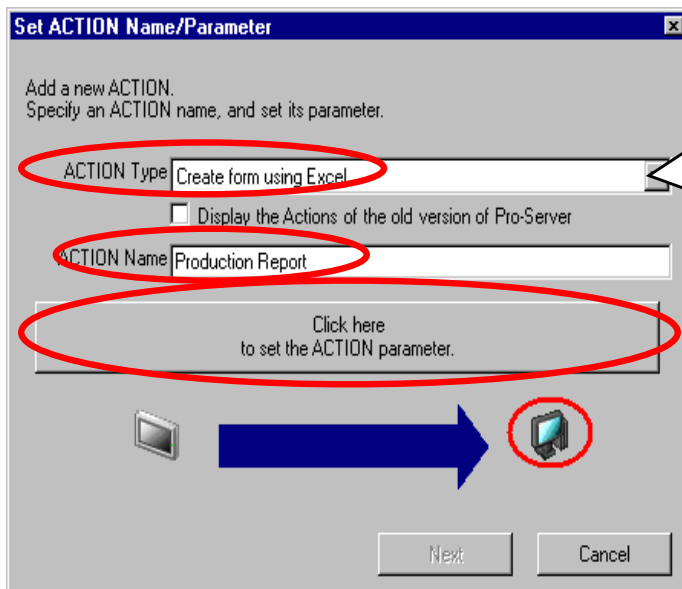 Set ACTION Name/Parameter
Add a new ACTION.
Specify an ACTION name, and set its parameter.
ACTION Type Create form using Excel
Display the Actions of the old version of Pro-Server
ACTION Name Production Report
Click here
to set the ACTION parameter.
Next Cancel